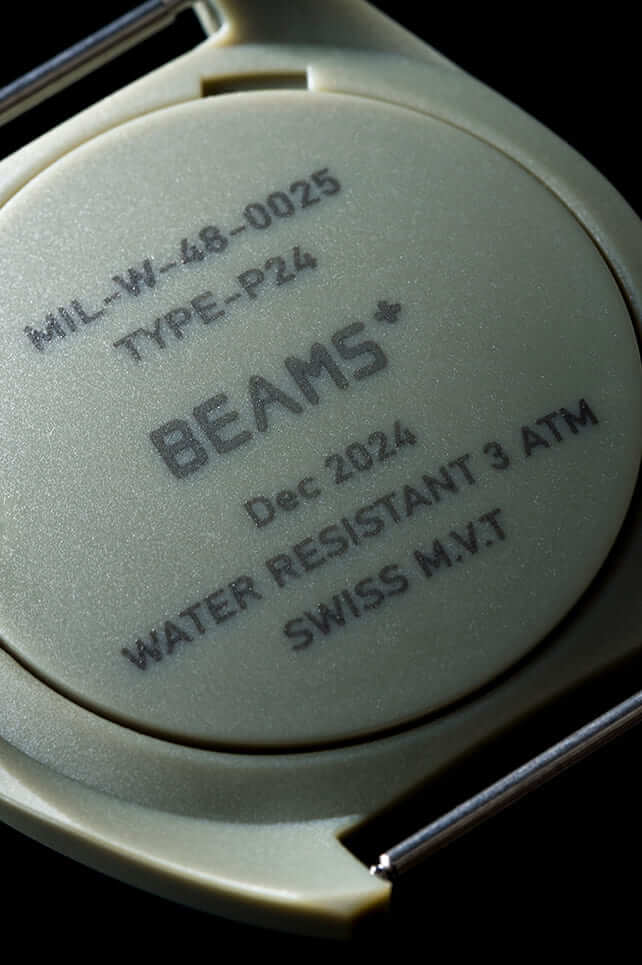 MIL-W-48-0025
TYPE-P24
BEAMS+
Dec 2024
WATER RESISTANT 3 ATM
SWISS M.V.T